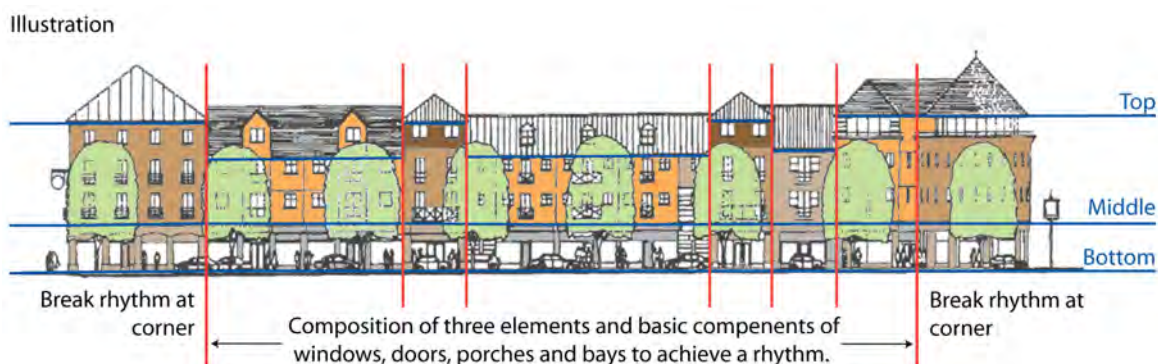 Illustration
Top
Middle
Bottom
Break rhythm at
corner
Composition of three elements and basic compenents of
windows, doors, porches and bays to achieve a rhythm.
Break rhythm at
corner